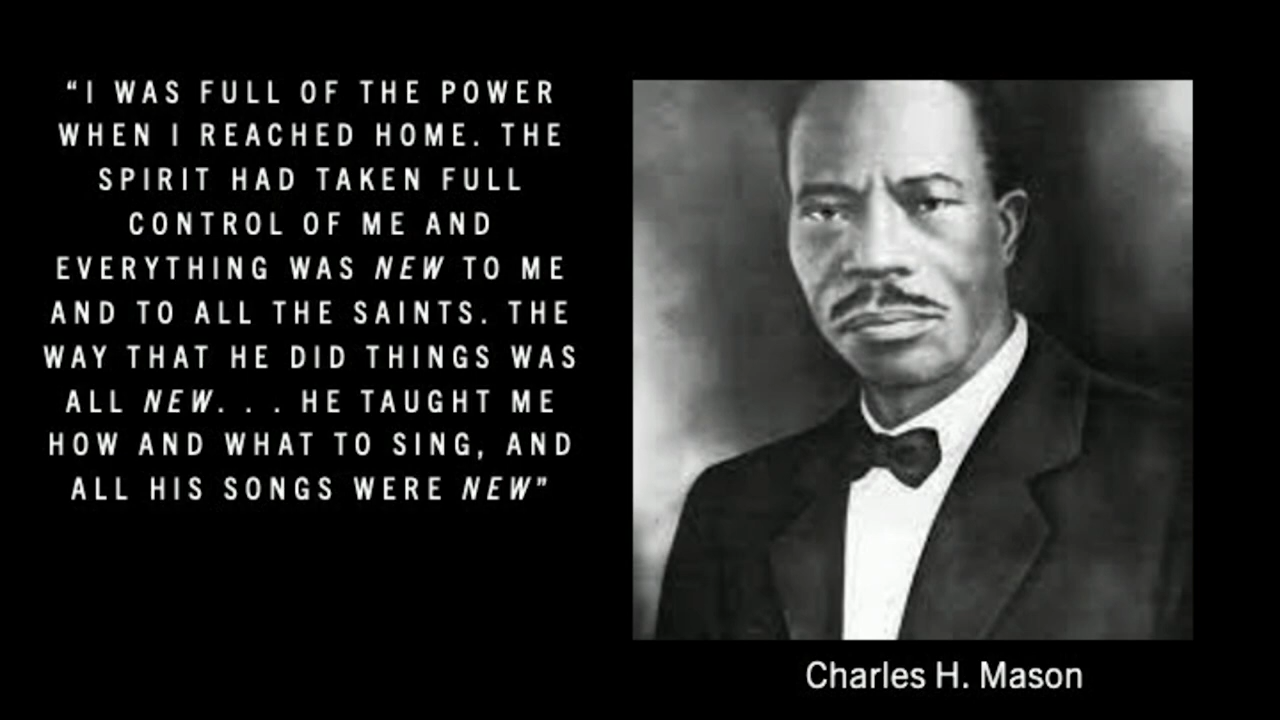 “I WAS FULL OF THE POWER
WHEN I REACHED HOME. THE
SPIRIT HAD TAKEN FULL
CONTROL OF ME AND
EVERYTHING WAS NEW TO ME
AND TO ALL THE SAINTS. THE
WAY THAT HE DID THINGS WAS
ALL NEW. . . HE TAUGHT ME
HOW AND WHAT TO SING, AND
ALL HIS SONGS WERE NEW”
Charles H. Mason